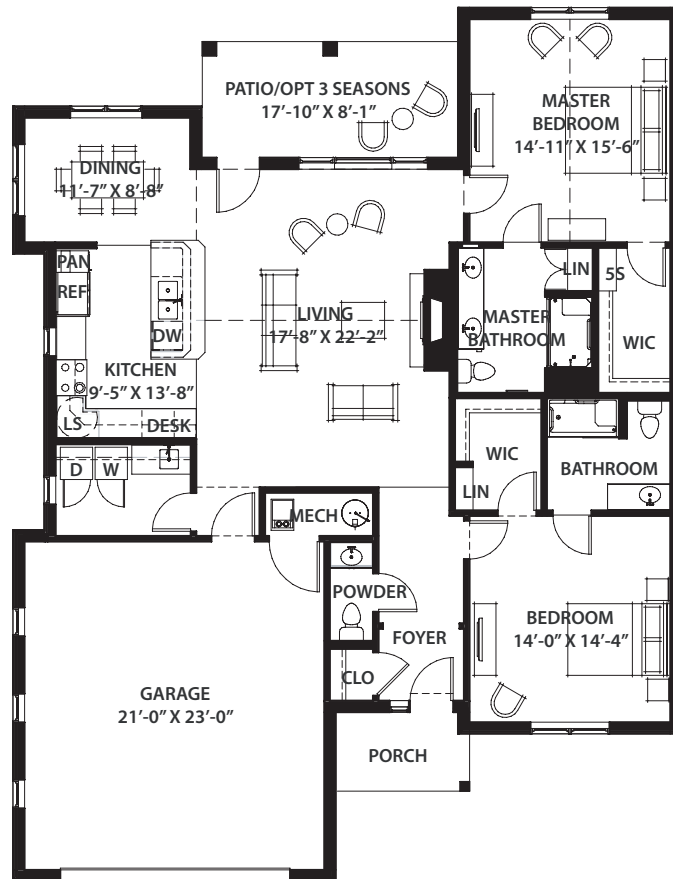 PATIO/OPT 3 SEASONS
17'-10" X 8'-1"
MASTER
BEDROOM
14'-11" X 15'-6"
DINING
11'-7" X 8'-8"
PAN
REF
DW
KITCHEN
9'-5" X 13'-8"
LS
DESK
LIVING
17'-8" X 22'-2"
LIN
5S
MASTER
BATHROOM
WIC
WIC
LIN
BATHROOM
D
W
MECH
POWDER
FOYER
CLO
BEDROOM
14'-0" X 14'-4"
GARAGE
21'-0" X 23'-0"
PORCH